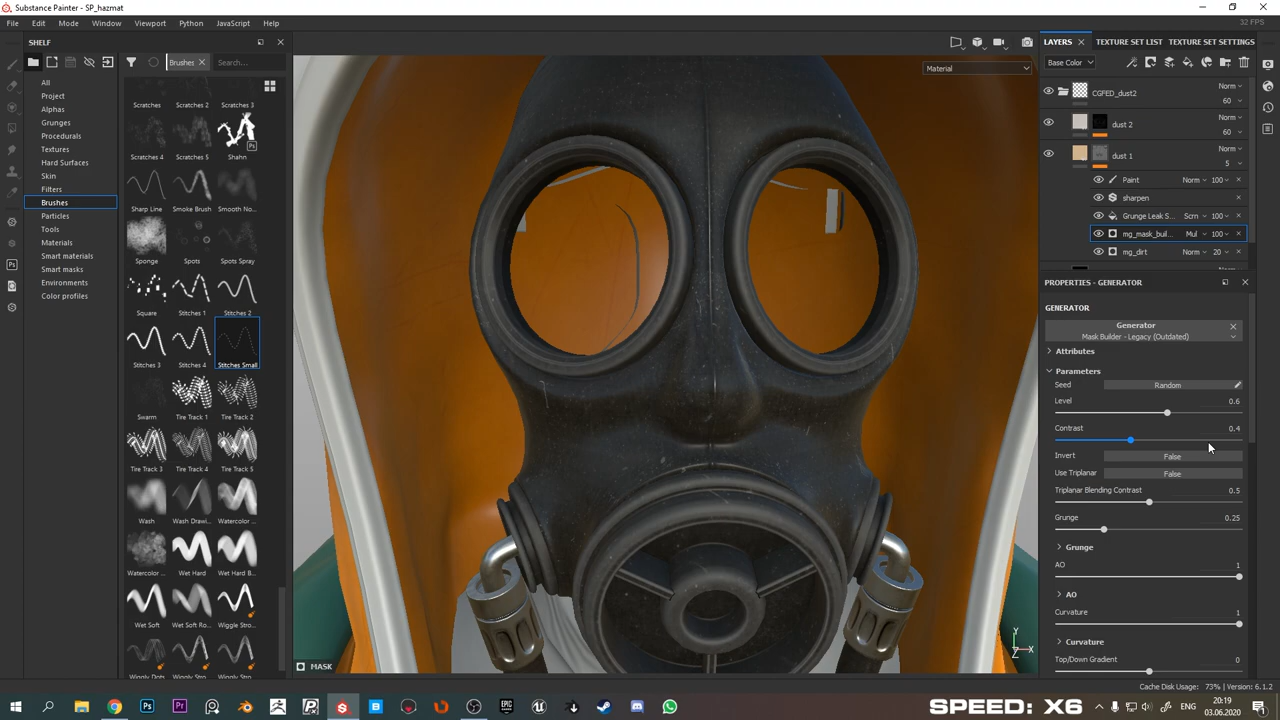 Substance Painter - SP_hazmat
File Edit Mode Window Viewport Python JavaScript Help
32 FPS
SHELF
Brushes
Search...
All
Project
Alphas
Grunges
Procedurals
Textures
Hard Surfaces
Skin
Filters
Brushes
Particles
Tools
Materials
Smart materials
Smart masks
Environments
Color profiles
Scratches Scratches 2 Scratches 3
Scratches 4 Scratches 5 Shahn
Sharp Line Smoke Brush Smooth No...
Sponge Spots Spots Spray
Square Stitches 1 Stitches 2
Stitches 3 Stitches 4 Stitches Small
Swarm Tire Track 1 Tire Track 2
Tire Track 3 Tire Track 4 Tire Track 5
Wash Wash Drawi... Watercolor ...
Watercolor ... Wet Hard Wet Hard B...
Wet Soft Wet Soft Ro... Wiggle Stro...
Wiggly Dots Wiggly Stro... Wiggly Stro...
Material
MASK
Y
X
Z
LAYERS TEXTURE SET LIST TEXTURE SET SETTINGS
Base Color
CGFED_dust2 Norm
60
dust 2 Norm
60
dust 1 Norm
5
Paint Norm 100
sharpen
Grunge Leak S... Scrn 100
mg_mask_buil... Mul 100
mg_dirt Norm 20
PROPERTIES - GENERATOR
GENERATOR
Generator
Mask Builder - Legacy (Outdated)
Attributes
Parameters
Seed Random
Level 0.6
Contrast 0.4
Invert False
Use Triplanar False
Triplanar Blending Contrast 0.5
Grunge 0.25
Grunge
AO 1
AO
Curvature 1
Curvature
Top/Down Gradient 0
Cache Disk Usage: 73% | Version: 6.1.2
SPEED: X6
ENG
20:19
03.06.2020